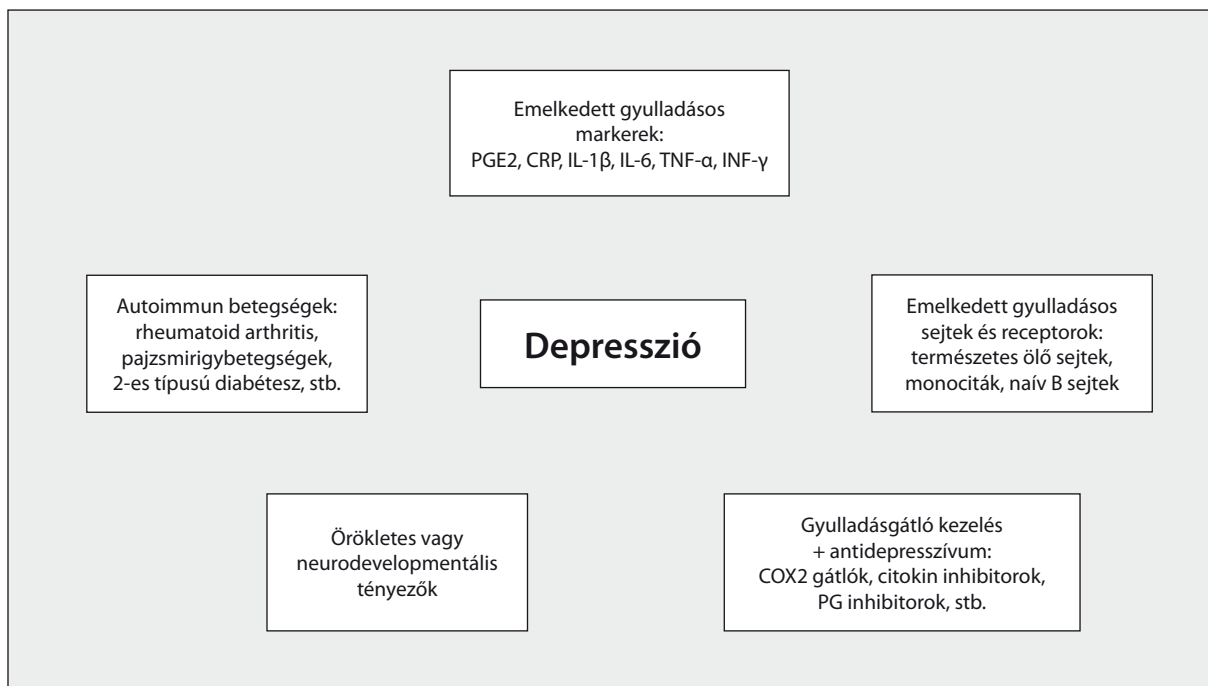 Emelkedett gyulladásos
markerek:
PGE2, CRP, IL-1β, IL-6, TNF-α, INF-γ
Autoimmun betegségek:
rheumatoid arthritis,
pajzsmirigybetegségek,
2-es típusú diabétesz, stb.
Depresszió
Emelkedett gyulladásos
sejtek és receptorok:
természetes ölő sejtek,
monociták, naív B sejtek
Örökletes vagy
neurodevelopmentális
tényezők
Gyulladásgátló kezelés
+ antidepresszívum:
COX2 gátlók, citokin inhibitorok,
PG inhibitorok, stb.